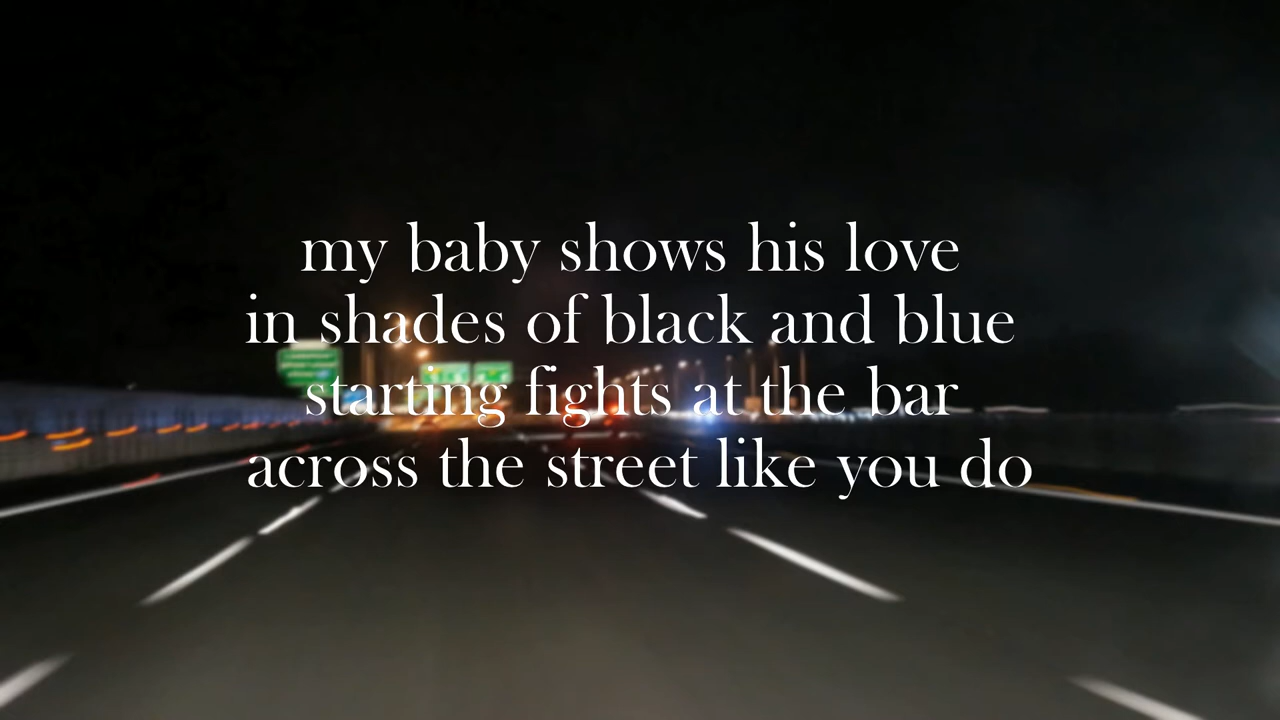 my baby shows his love
in shades of black and blue
starting fights at the bar
across the street like you do